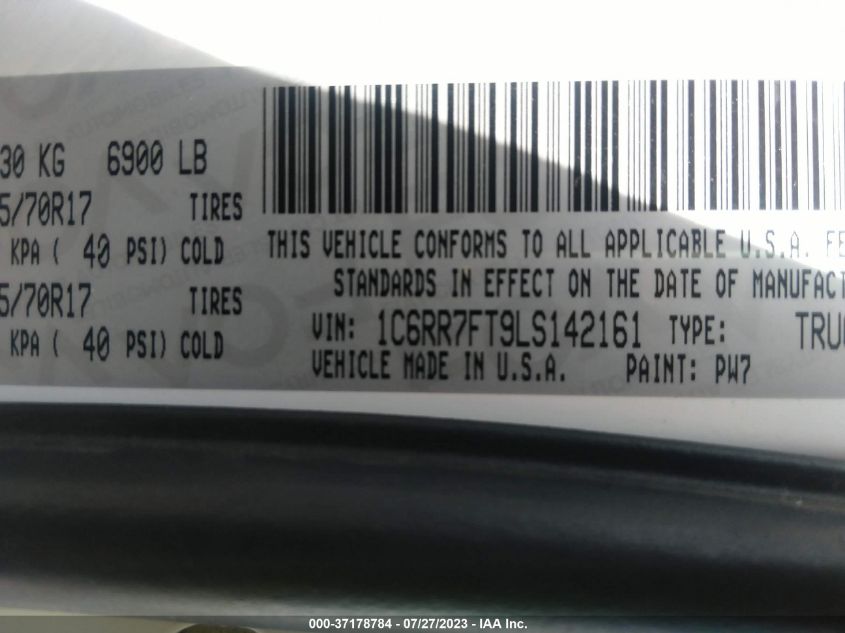 30 KG 6900 LB
5/70R17 TIRES
KPA ( 40 PSI) COLD
5/70R17 TIRES
KPA ( 40 PSI) COLD
THIS VEHICLE CONFORMS TO ALL APPLICABLE U.S.A. FE
STANDARDS IN EFFECT ON THE DATE OF MANUFACT
VIN: 1C6RR7FT9LS142161 TYPE: TRUC
VEHICLE MADE IN U.S.A. PAINT: PW7
000-37178784 - 07/27/2023 - IAA Inc.